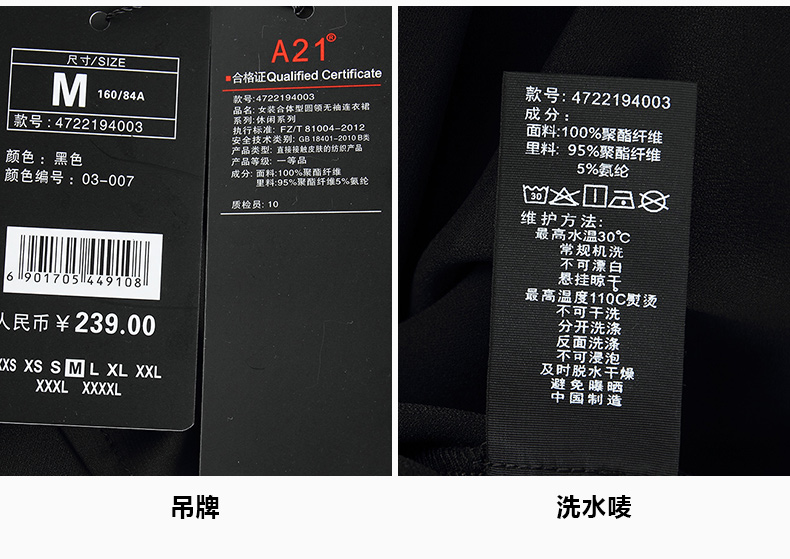 尺寸/SIZE
M 160/84A
款号: 4722194003
颜色: 黑色
颜色编号: 03-007
6 901705 449108
人民币 ¥ 239.00
XXS XS S M L XL XXL
XXXL XXXXL
A21®
合格证Qualified Certificate
款号:4722194003
品名: 女装合体型圆领无袖连衣裙
系列: 休闲系列
执行标准: FZ/T 81004-2012
安全技术类别: GB 18401-2010 B类
产品类型: 直接接触皮肤的纺织产品
产品等级: 一等品
成分: 面料:100%聚酯纤维
里料:95%聚酯纤维5%氨纶
质检员: 10
款号: 4722194003
成分:
面料:100%聚酯纤维
里料: 95%聚酯纤维
5%氨纶
30
维护方法:
最高水温30℃
常规机洗
不可漂白
悬挂晾干
最高温度110C熨烫
不可干洗
分开洗涤
反面洗涤
不可浸泡
及时脱水干燥
避免曝晒
中国制造
吊牌
洗水唛